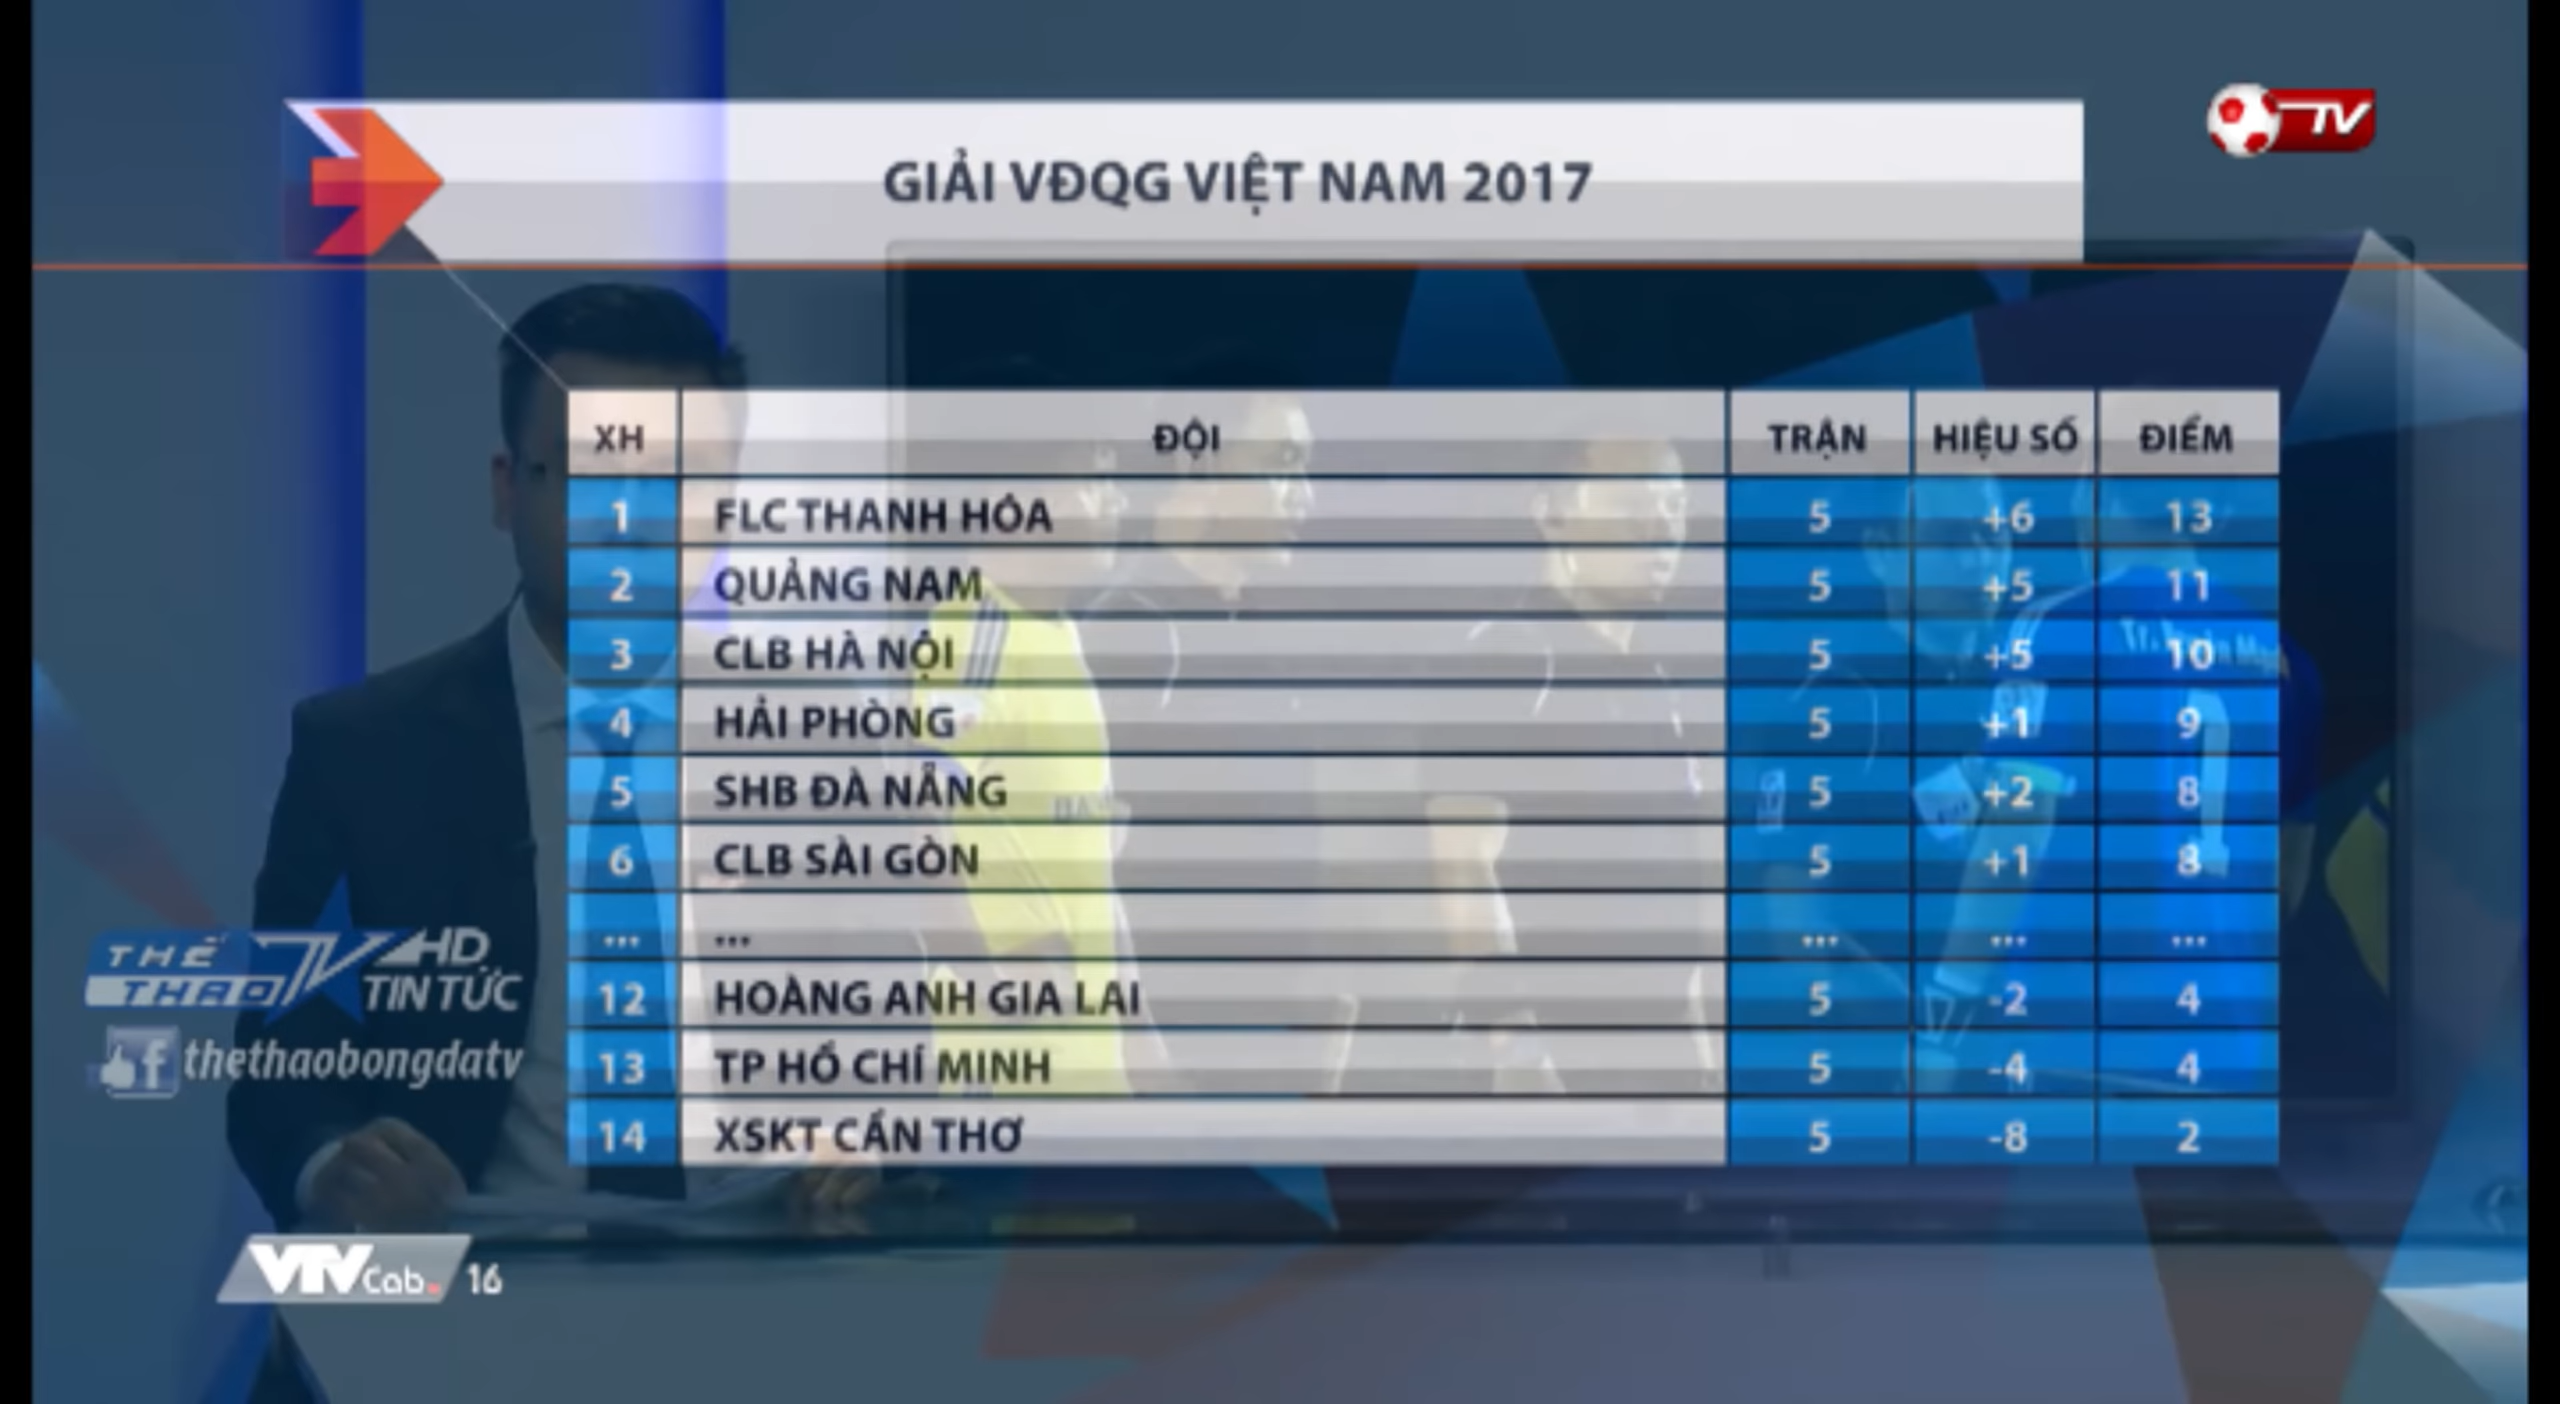 TV
GIẢI VĐQG VIỆT NAM 2017
XH ĐỘI TRẬN HIỆU SỐ ĐIỂM
1 FLC THANH HÓA 5 +6 13
2 QUẢNG NAM 5 +5 11
3 CLB HÀ NỘI 5 +5 10
4 HẢI PHÒNG 5 +1 9
5 SHB ĐÀ NẴNG 5 +2 8
6 CLB SÀI GÒN 5 +1 8
... ... ... ... ...
12 HOÀNG ANH GIA LAI 5 -2 4
13 TP HỒ CHÍ MINH 5 -4 4
14 XSKT CẦN THƠ 5 -8 2
THỂ THAO TV HD
TIN TỨC
f thethaobongdatv
VTVCab 16